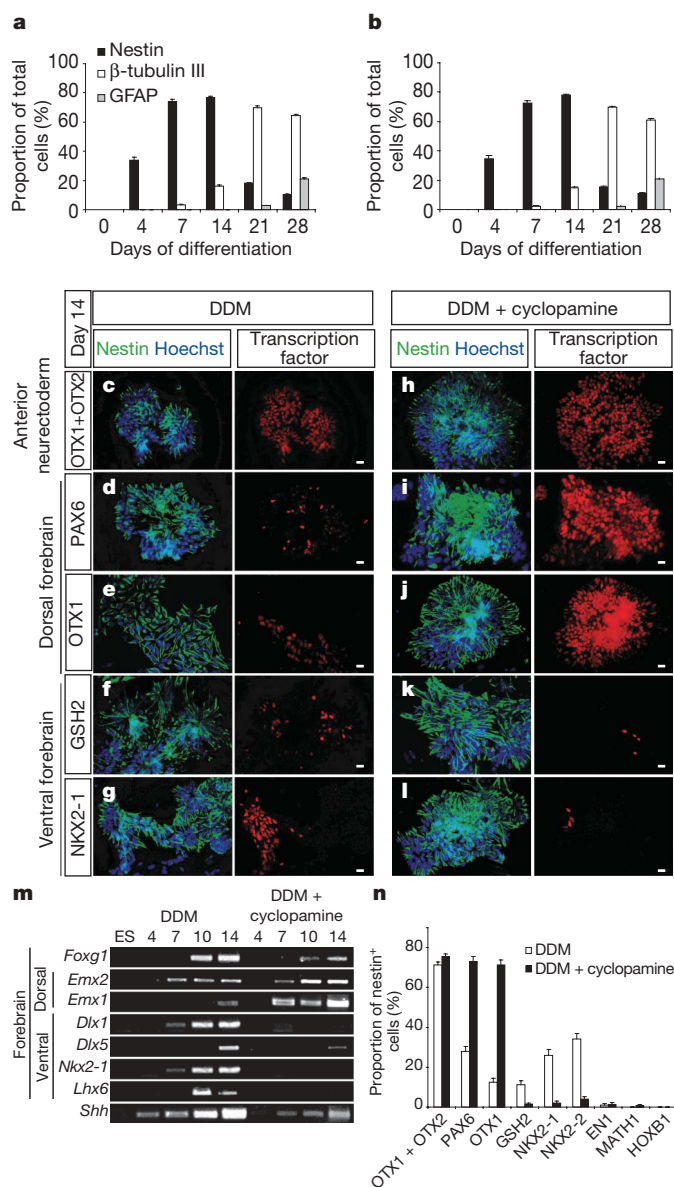 a
b
Proportion of total
cells (%)
100
80
60
40
20
0
Nestin
β-tubulin III
GFAP
0 4 7 14 21 28
Days of differentiation
Proportion of total
cells (%)
100
80
60
40
20
0
0 4 7 14 21 28
Days of differentiation
Day 14
DDM
DDM + cyclopamine
Nestin Hoechst
Transcription
factor
Nestin Hoechst
Transcription
factor
Anterior
neurectoderm
OTX1+OTX2
c
h
Dorsal forebrain
PAX6
d
i
OTX1
e
j
Ventral forebrain
GSH2
f
k
NKX2-1
g
l
m
DDM
DDM +
cyclopamine
ES 4 7 10 14 4 7 10 14
Forebrain
Dorsal
Ventral
Foxg1
Emx2
Emx1
Dlx1
Dlx5
Nkx2-1
Lhx6
Shh
n
Proportion of nestin+
cells (%)
80
40
0
DDM
DDM + cyclopamine
OTX1 + OTX2
PAX6
OTX1
GSH2
NKX2-1
NKX2-2
EN1
MATH1
HOXB1